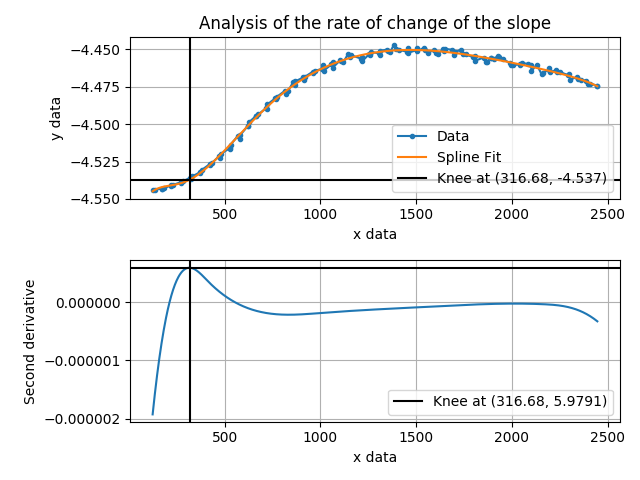 Analysis of the rate of change of the slope
−4.450
−4.475
−4.500
−4.525
−4.550
y data
Data
Spline Fit
Knee at (316.68, -4.537)
500
1000
1500
2000
2500
x data
0.000000
−0.000001
−0.000002
Second derivative
Knee at (316.68, 5.9791)
500
1000
1500
2000
2500
x data